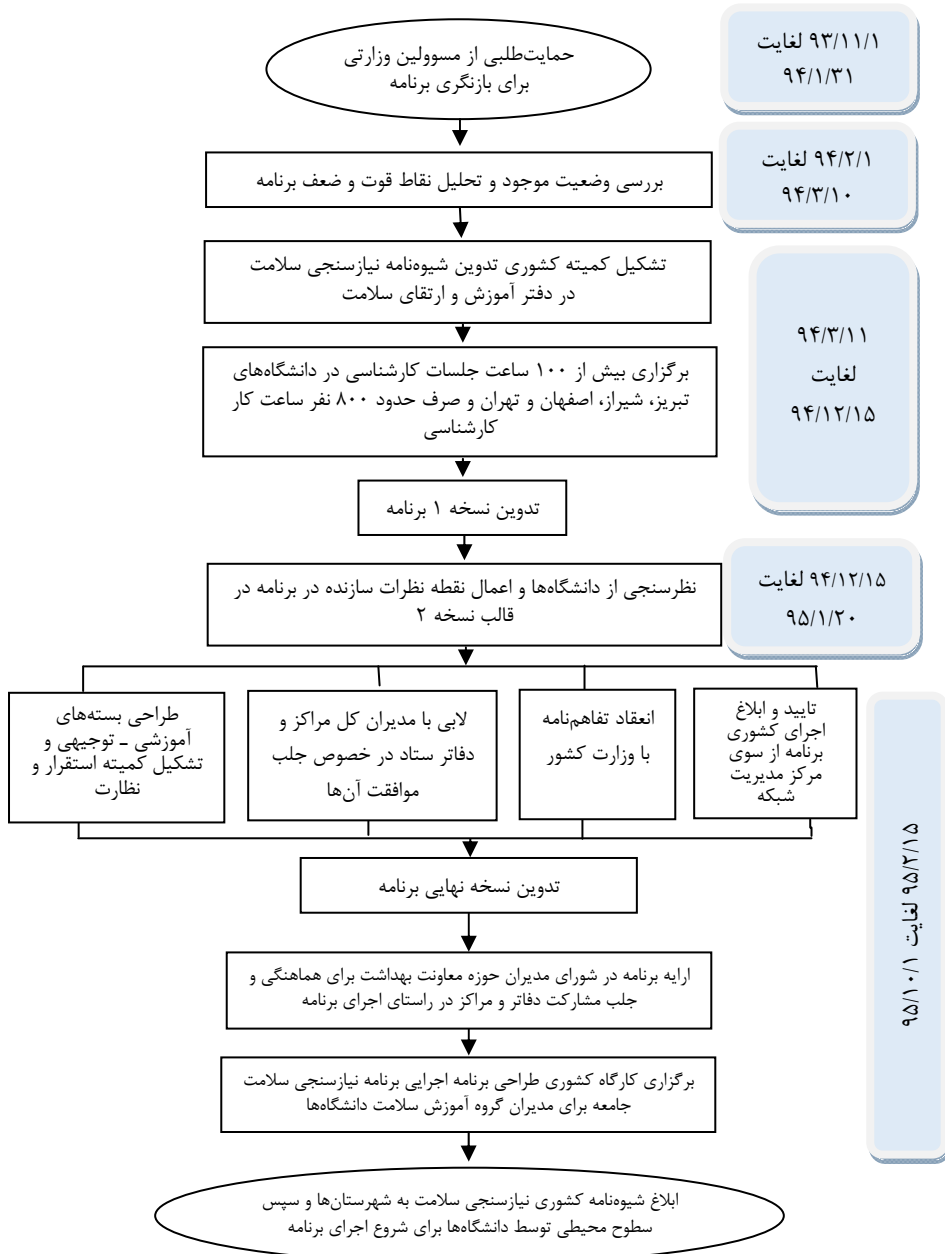 حمایت‌طلبی از مسوولین وزارتی
برای بازنگری برنامه
۹۳/۱۱/۱ لغایت
۹۴/۱/۳۱
بررسی وضعیت موجود و تحلیل نقاط قوت و ضعف برنامه
۹۴/۲/۱ لغایت
۹۴/۳/۱۰
تشکیل کمیته کشوری تدوین شیوه‌نامه نیازسنجی سلامت
در دفتر آموزش و ارتقای سلامت
برگزاری بیش از ۱۰۰ ساعت جلسات کارشناسی در دانشگاه‌های
تبریز، شیراز، اصفهان و تهران و صرف حدود ۸۰۰ نفر ساعت کار
کارشناسی
۹۴/۳/۱۱
لغایت
۹۴/۱۲/۱۵
تدوین نسخه ۱ برنامه
نظرسنجی از دانشگاه‌ها و اعمال نقطه نظرات سازنده در برنامه در
قالب نسخه ۲
۹۴/۱۲/۱۵ لغایت
۹۵/۱/۲۰
تایید و ابلاغ
اجرای کشوری
برنامه از سوی
مرکز مدیریت
شبکه
انعقاد تفاهم‌نامه
با وزارت کشور
لابی با مدیران کل مراکز و
دفاتر ستاد در خصوص جلب
موافقت آن‌ها
طراحی بسته‌های
آموزشی ـ توجیهی و
تشکیل کمیته استقرار و
نظارت
۹۵/۲/۱۵ لغایت ۹۵/۱۰/۱
تدوین نسخه نهایی برنامه
ارایه برنامه در شورای مدیران حوزه معاونت بهداشت برای هماهنگی و
جلب مشارکت دفاتر و مراکز در راستای اجرای برنامه
برگزاری کارگاه کشوری طراحی برنامه اجرایی برنامه نیازسنجی سلامت
جامعه برای مدیران گروه آموزش سلامت دانشگاه‌ها
ابلاغ شیوه‌نامه کشوری نیازسنجی سلامت به شهرستان‌ها و سپس
سطوح محیطی توسط دانشگاه‌ها برای شروع اجرای برنامه